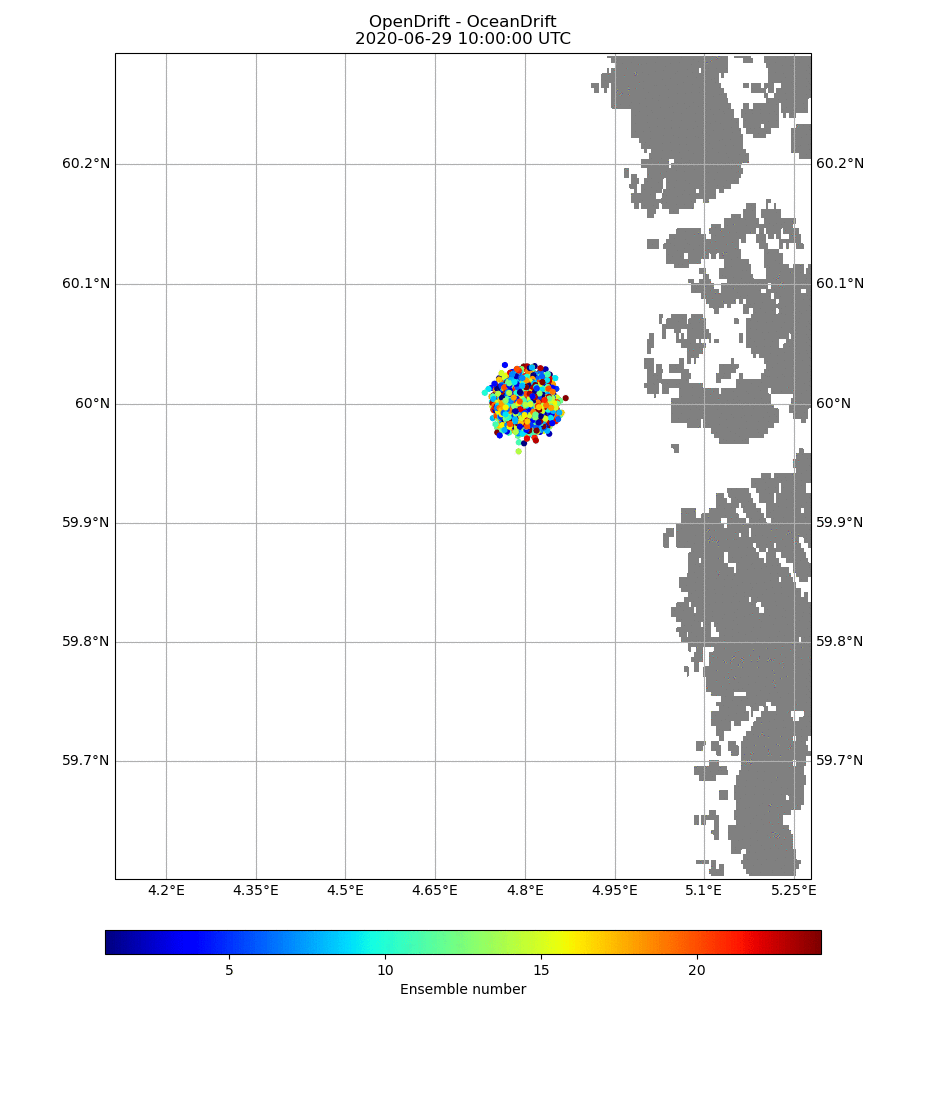 OpenDrift - OceanDrift
2020-06-29 10:00:00 UTC
60.2°N 60.2°N
60.1°N 60.1°N
60°N 60°N
59.9°N 59.9°N
59.8°N 59.8°N
59.7°N 59.7°N
4.2°E 4.35°E 4.5°E 4.65°E 4.8°E 4.95°E 5.1°E 5.25°E
5 10 15 20
Ensemble number